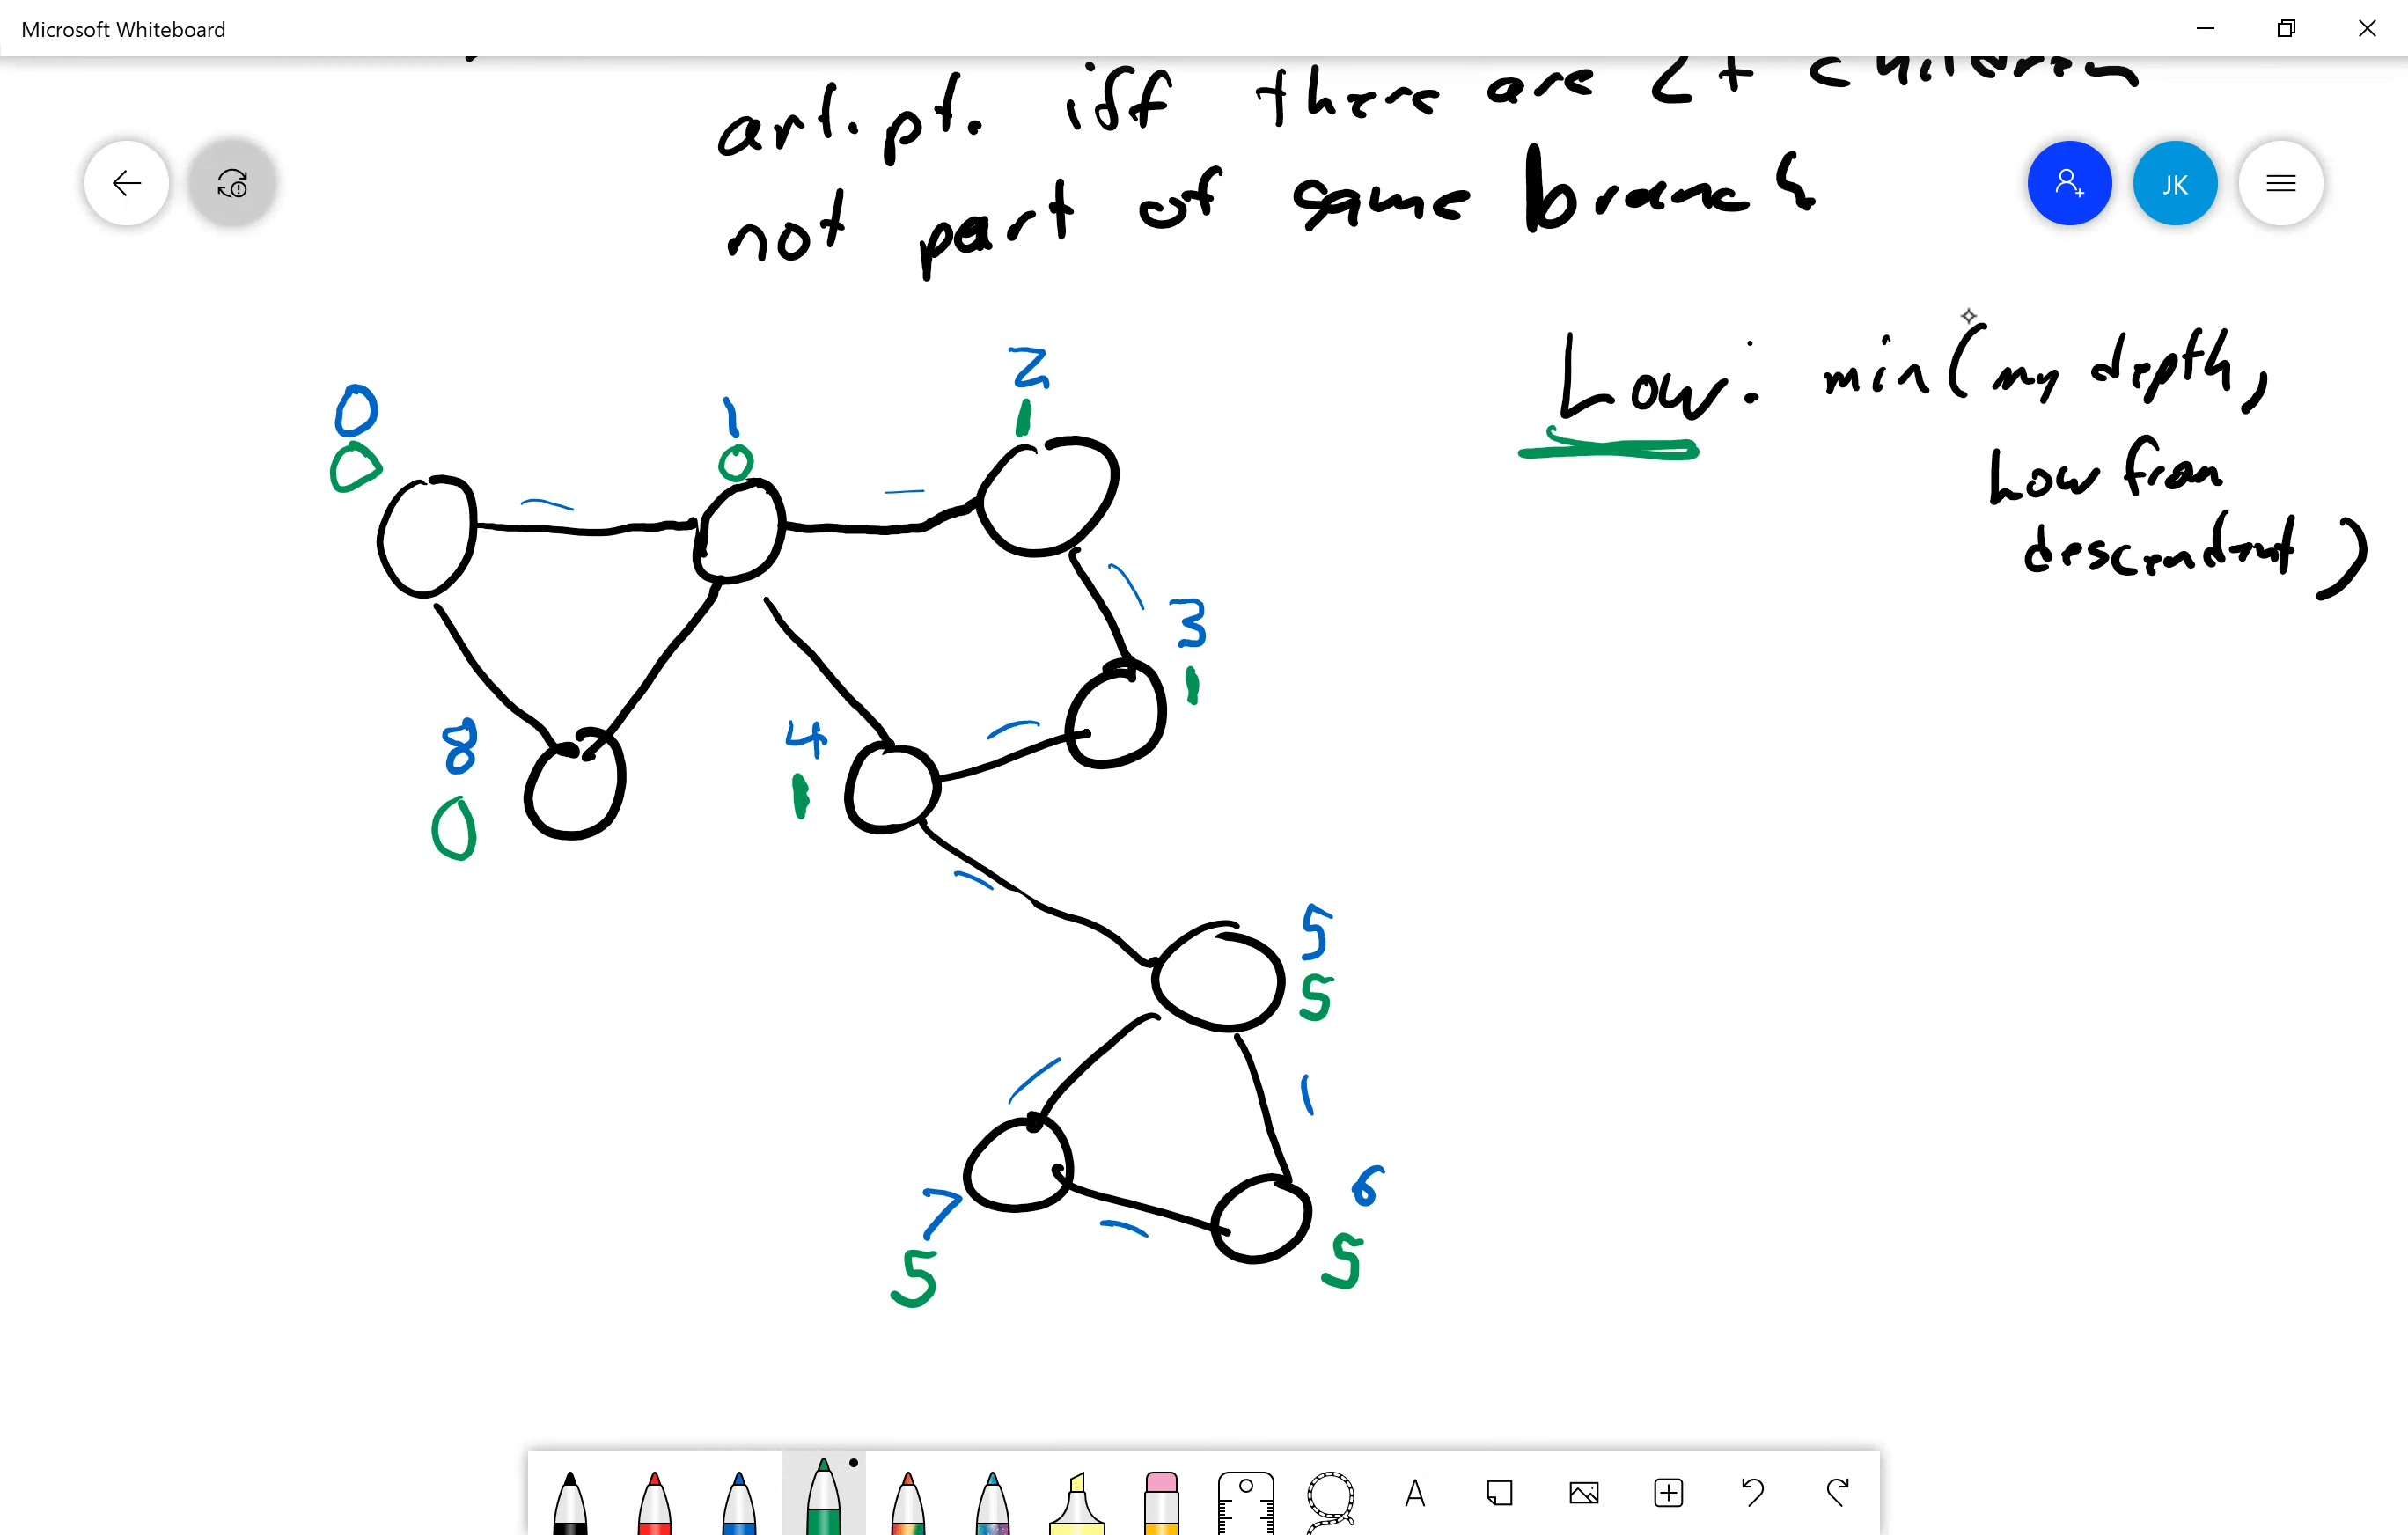 Microsoft Whiteboard
art. pt. iff there are 2+ children
not part of same branch
JK
Low: min(my depth,
Low from
descendant)
2
0
1
1
0
0
3
1
8
4
0
1
5
5
6
7
5
5
A